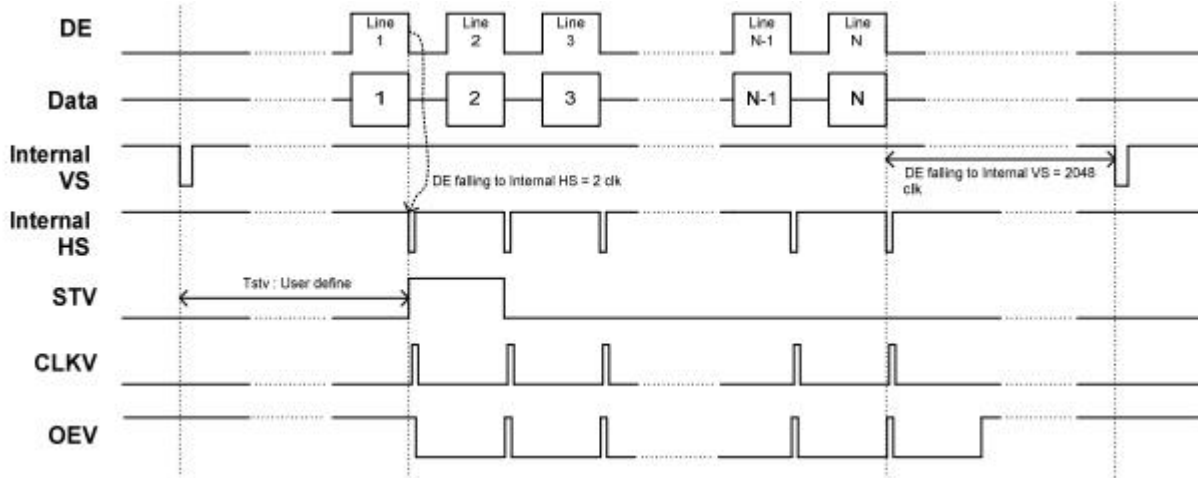 DE
Line
1
Line
2
Line
3
Line
N-1
Line
N
Data
1
2
3
N-1
N
Internal
VS
DE falling to Internal HS = 2 clk
DE falling to Internal VS = 2048
clk
Internal
HS
Tstv : User define
STV
CLKV
OEV